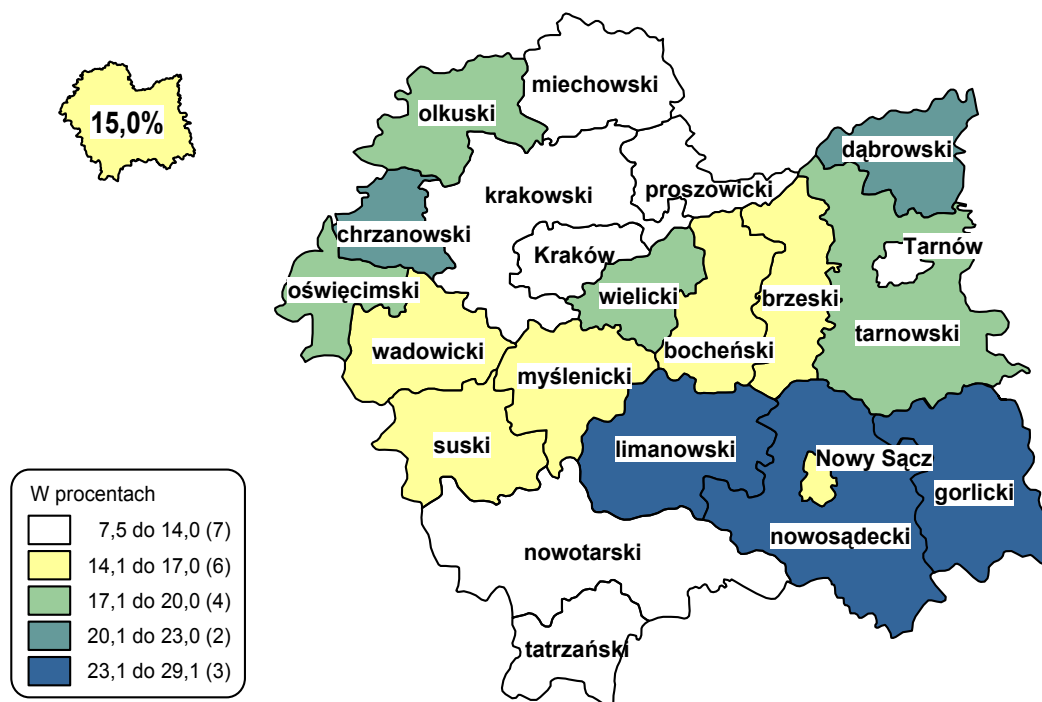 miechowski
15,0%
olkuski
dąbrowski
krakowski
proszowicki
chrzanowski
Kraków
Tarnów
oświęcimski
wielicki
brzeski
tarnowski
wadowicki
bocheński
myślenicki
suski
limanowski
Nowy Sącz
gorlicki
nowosądecki
nowotarski
tatrzański
W procentach
7,5 do 14,0 (7)
14,1 do 17,0 (6)
17,1 do 20,0 (4)
20,1 do 23,0 (2)
23,1 do 29,1 (3)